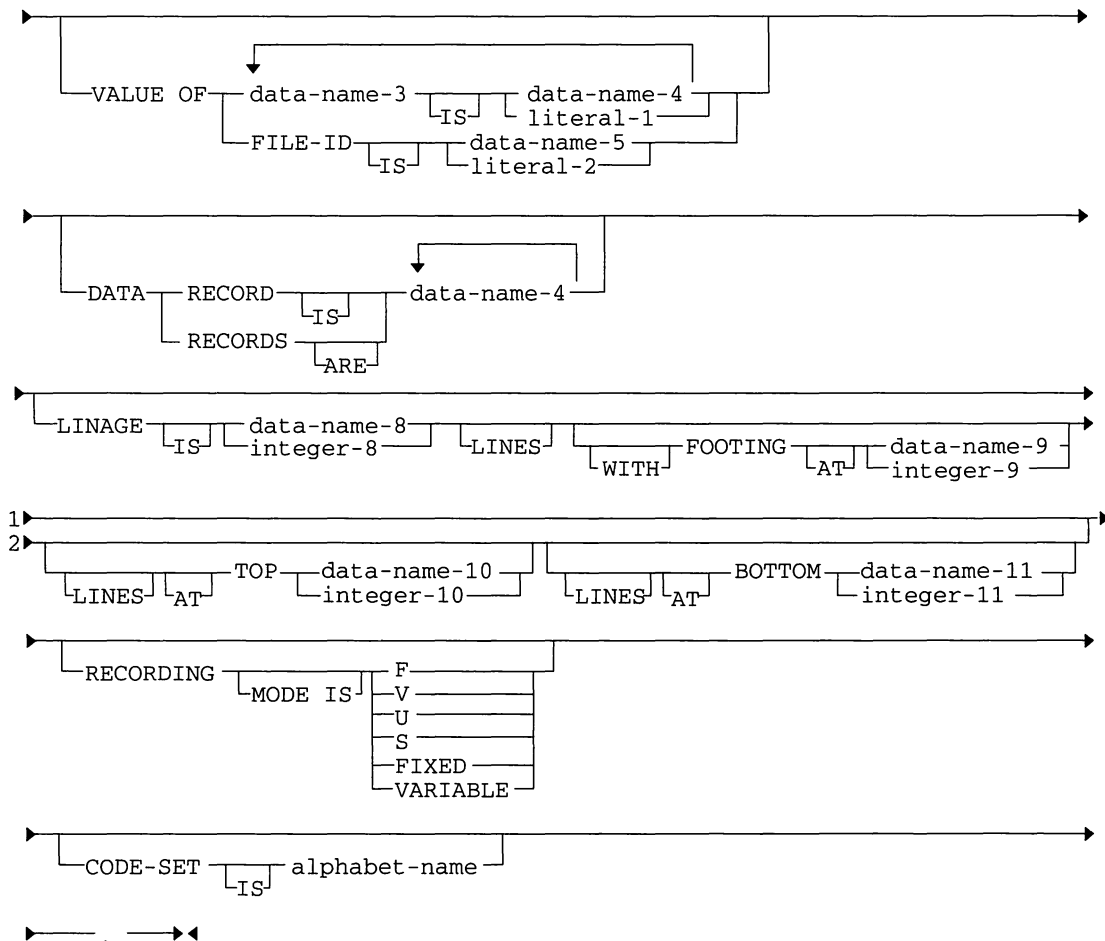 VALUE OF data-name-3 IS data-name-4
literal-1
FILE-ID IS data-name-5
literal-2
DATA RECORD IS data-name-4
RECORDS ARE
LINAGE IS data-name-8 LINES WITH FOOTING AT data-name-9
integer-8 integer-9
1
2
LINES AT TOP data-name-10 LINES AT BOTTOM data-name-11
integer-10 integer-11
RECORDING MODE IS F
V
U
S
FIXED
VARIABLE
CODE-SET IS alphabet-name
.